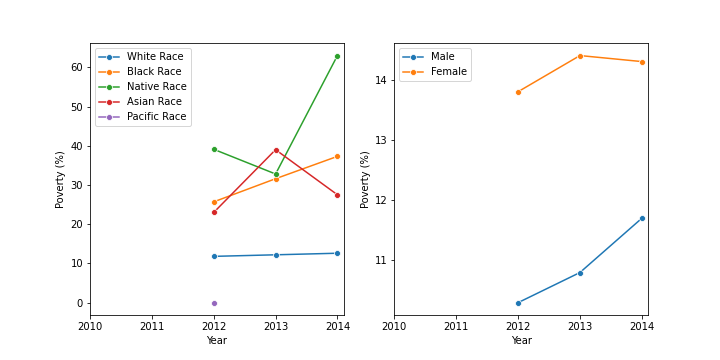 White Race
Black Race
Native Race
Asian Race
Pacific Race
60
50
40
30
20
10
0
Poverty (%)
2010 2011 2012 2013 2014
Year
Male
Female
14
13
12
11
Poverty (%)
2010 2011 2012 2013 2014
Year